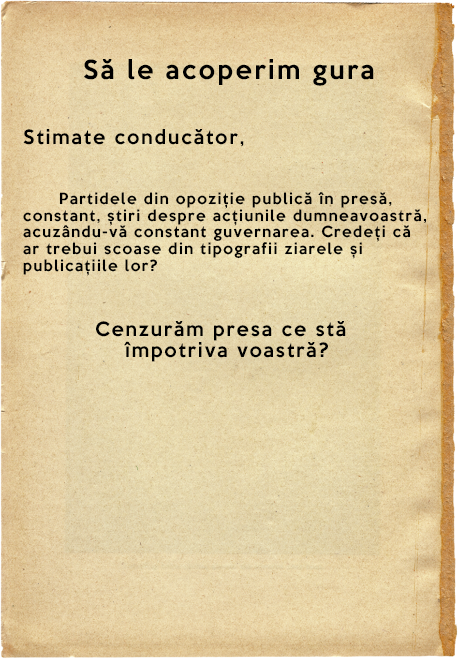 Să le acoperim gura
Stimate conducător,
Partidele din opoziție publică în presă,
constant, știri despre acțiunile dumneavoastră,
acuzându-vă constant guvernarea. Credeți că
ar trebui scoase din tipografii ziarele și
publicațiile lor?
Cenzurăm presa ce stă
împotriva voastră?